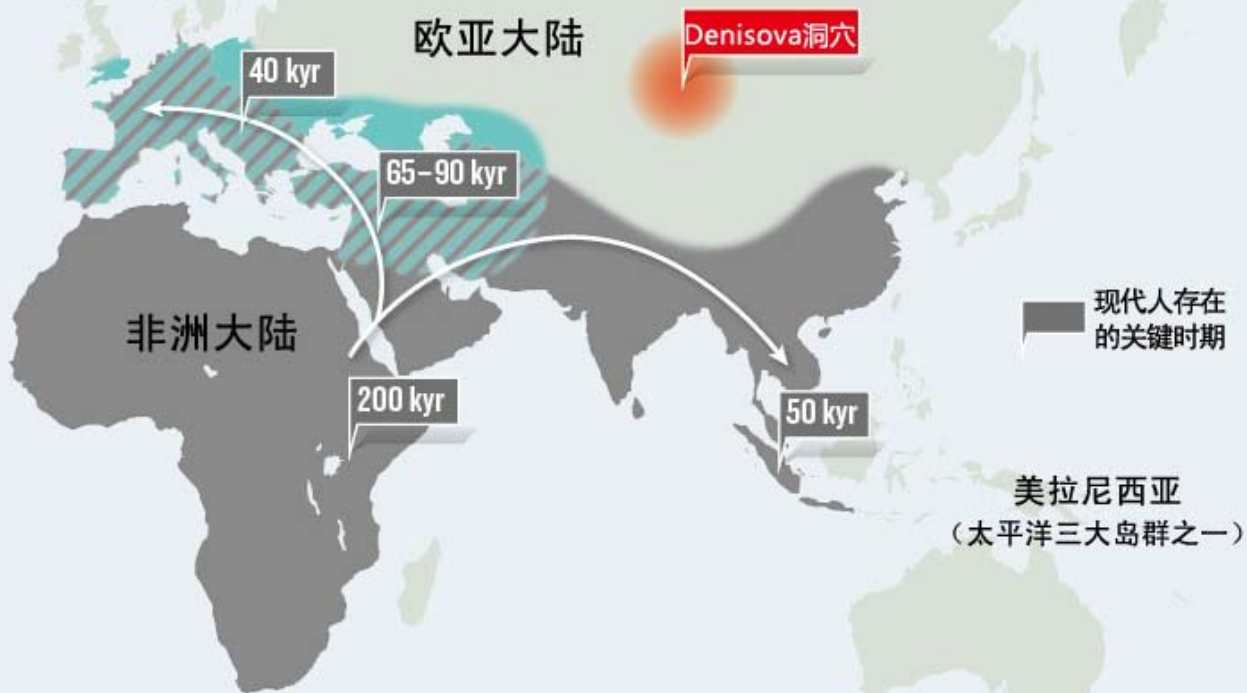 欧亚大陆
Denisova洞穴
40 kyr
65–90 kyr
非洲大陆
现代人存在
的关键时期
200 kyr
50 kyr
美拉尼西亚
（太平洋三大岛群之一）